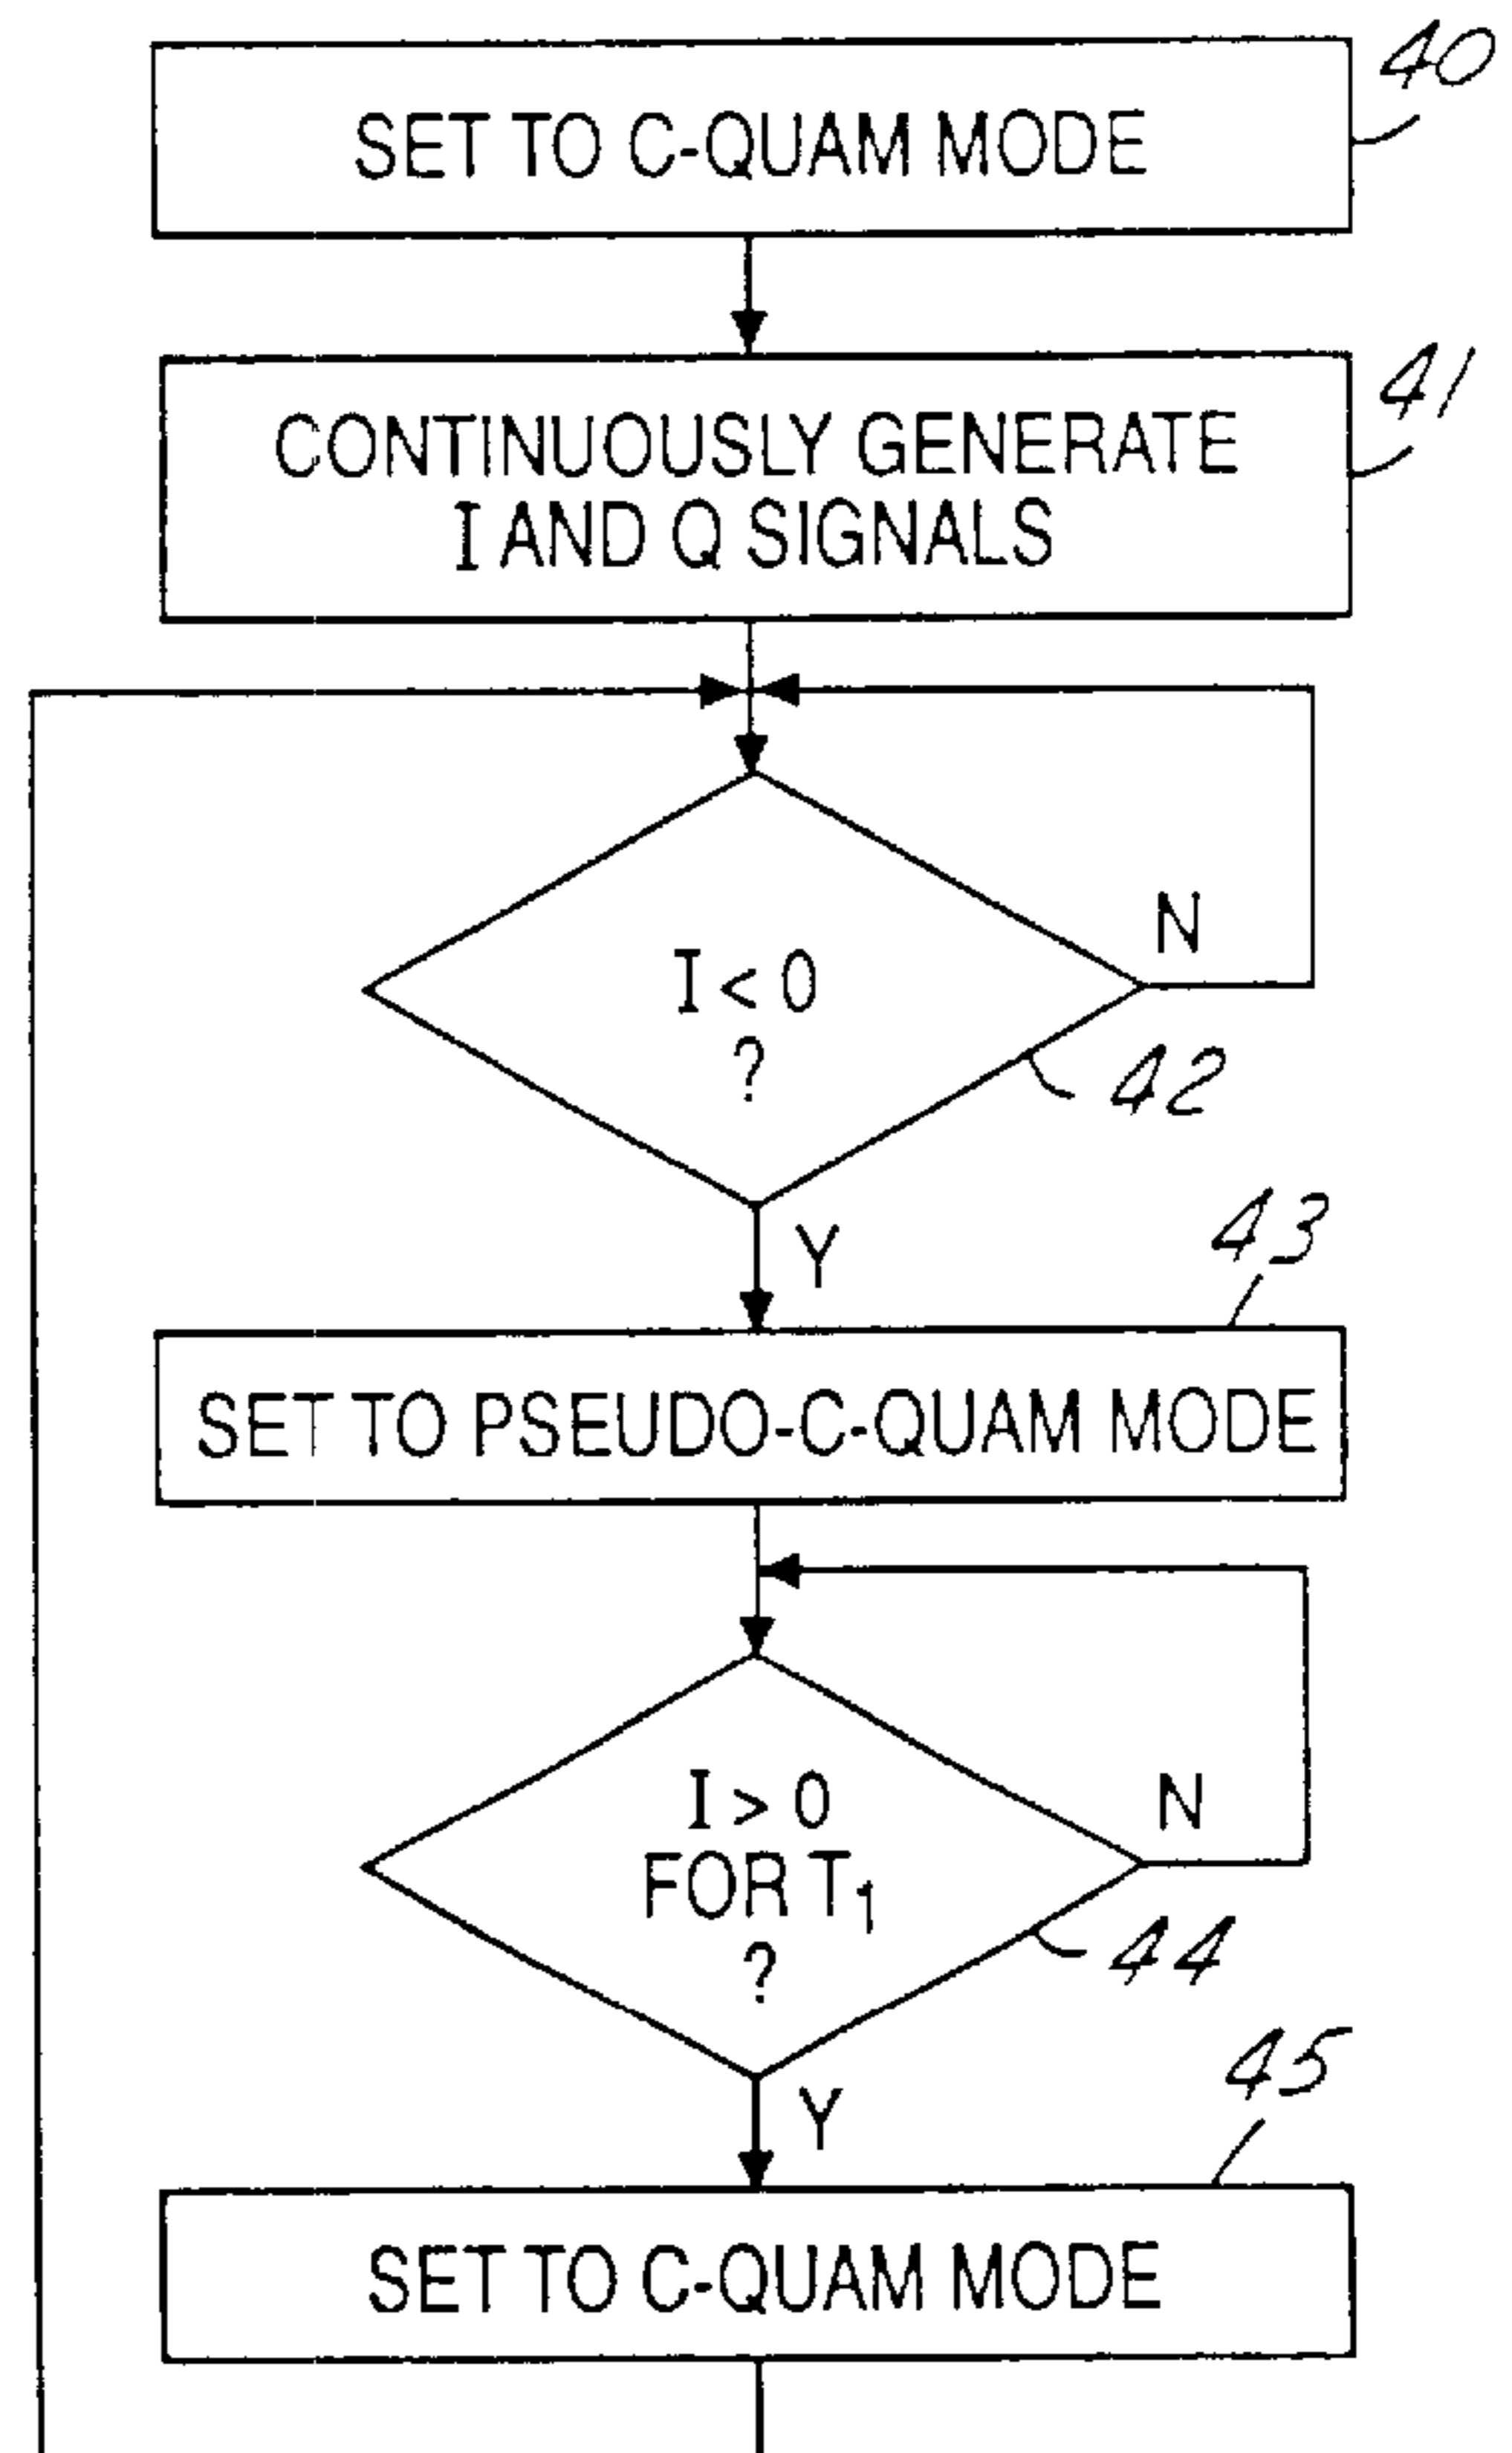 40
SET TO C-QUAM MODE
41
CONTINUOUSLY GENERATE
I AND Q SIGNALS
I < 0
?
N
42
Y
43
SET TO PSEUDO-C-QUAM MODE
I > 0
FOR T₁
?
N
44
Y
45
SET TO C-QUAM MODE